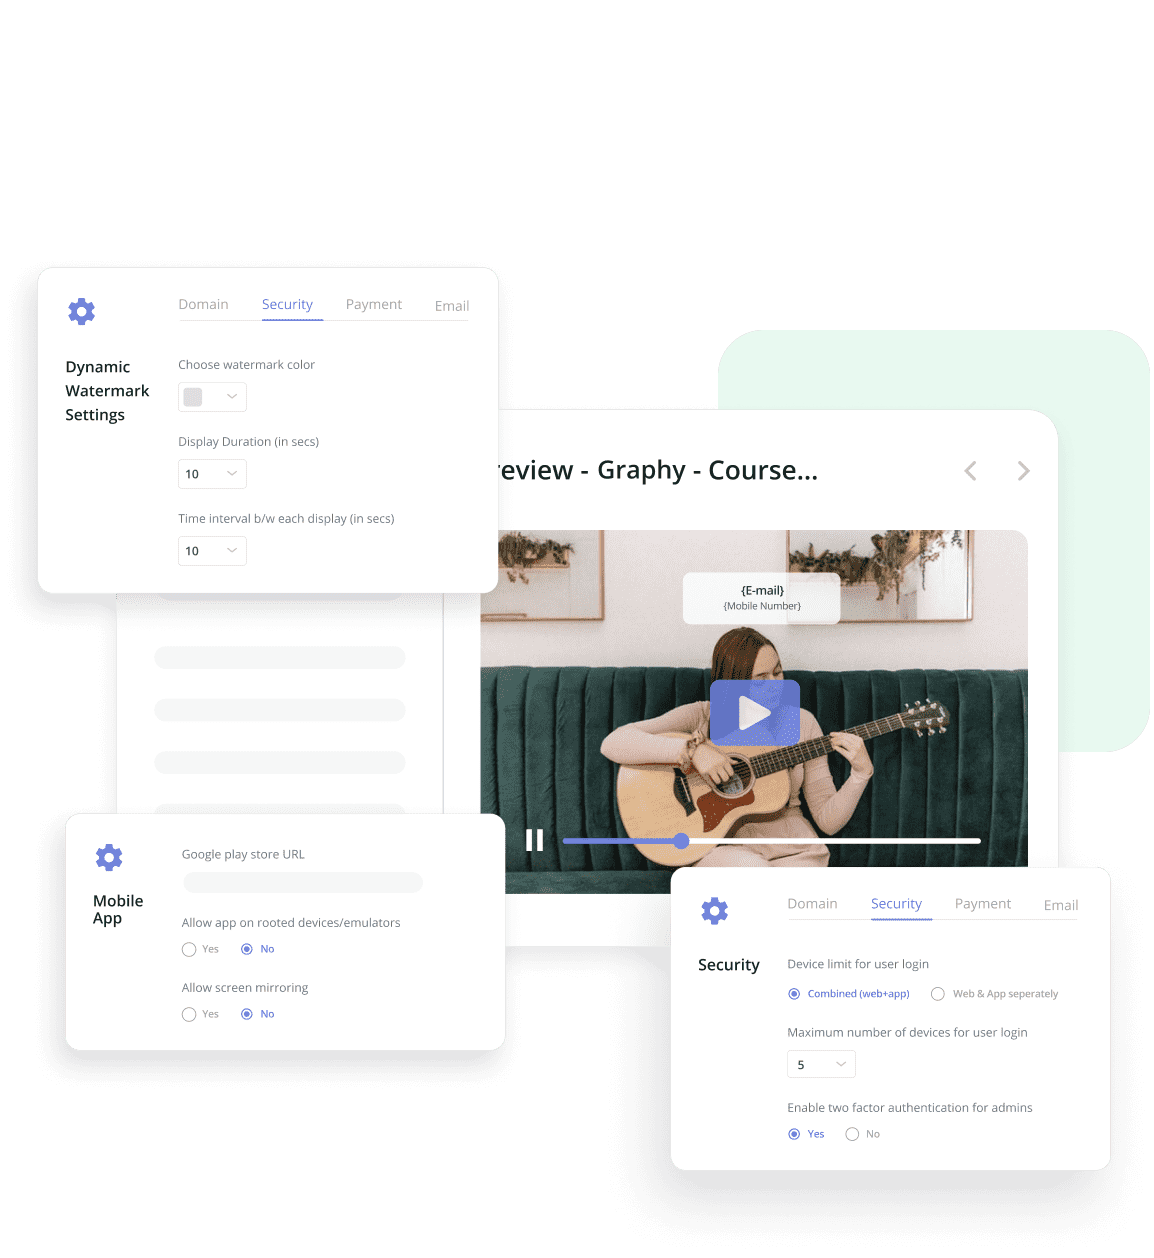 Domain
Security
Payment
Email
Dynamic
Watermark
Settings
Choose watermark color
Display Duration (in secs)
10
Time interval b/w each display (in secs)
10
review - Graphy - Course...
{E-mail}
{Mobile Number}
Mobile
App
Google play store URL
Allow app on rooted devices/emulators
Yes
No
Allow screen mirroring
Yes
No
Domain
Security
Payment
Email
Security
Device limit for user login
Combined (web+app)
Web & App seperately
Maximum number of devices for user login
5
Enable two factor authentication for admins
Yes
No